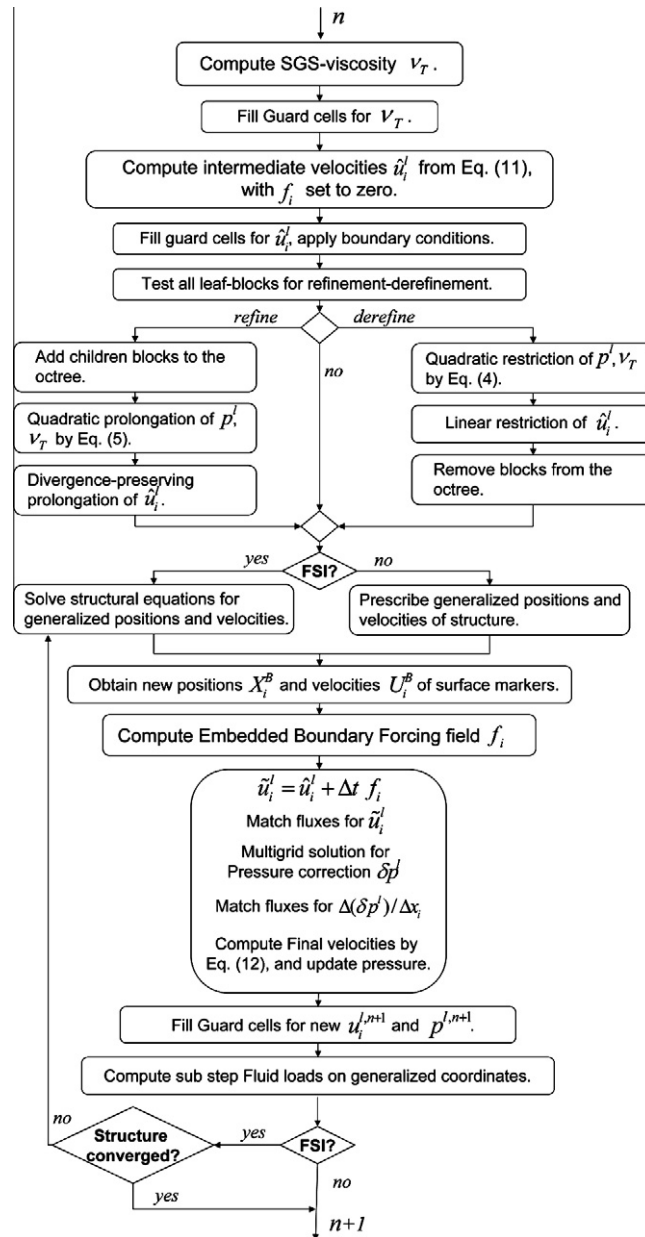 n
Compute SGS-viscosity ν_T .
Fill Guard cells for ν_T .
Compute intermediate velocities û_i^l from Eq. (11),
with f_i set to zero.
Fill guard cells for û_i^l, apply boundary conditions.
Test all leaf-blocks for refinement-derefinement.
refine
derefine
no
Add children blocks to the
octree.
Quadratic prolongation of p^l,
ν_T by Eq. (5).
Divergence-preserving
prolongation of û_i^l.
Quadratic restriction of p^l, ν_T
by Eq. (4).
Linear restriction of û_i^l.
Remove blocks from the
octree.
yes
FSI?
no
Solve structural equations for
generalized positions and velocities.
Prescribe generalized positions and
velocities of structure.
Obtain new positions X_i^B and velocities U_i^B of surface markers.
Compute Embedded Boundary Forcing field f_i
ũ_i^l = û_i^l + Δt f_i
Match fluxes for ũ_i^l
Multigrid solution for
Pressure correction δp^l
Match fluxes for Δ(δp^l)/Δx_i
Compute Final velocities by
Eq. (12), and update pressure.
Fill Guard cells for new u_i^{l,n+1} and p^{l,n+1}.
Compute sub step Fluid loads on generalized coordinates.
no
Structure
converged?
yes
FSI?
no
yes
n+1